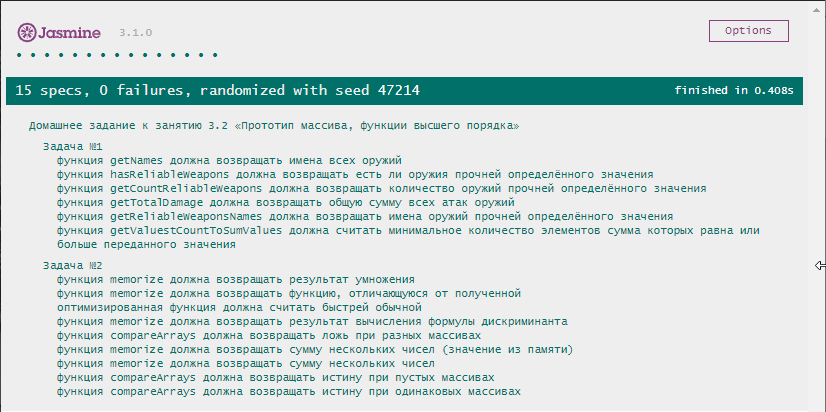 Jasmine 3.1.0
Options
15 specs, 0 failures, randomized with seed 47214
finished in 0.408s
Домашнее задание к занятию 3.2 «Прототип массива, функции высшего порядка»
Задача №1
функция getNames должна возвращать имена всех оружий
функция hasReliableWeapons должна возвращать есть ли оружия прочней определённого значения
функция getCountReliableWeapons должна возвращать количество оружий прочней определённого значения
функция getTotalDamage должна возвращать общую сумму всех атак оружий
функция getReliableWeaponsNames должна возвращать имена оружий прочней определённого значения
функция getValuestCountToSumValues должна считать минимальное количество элементов сумма которых равна или
больше переданного значения
Задача №2
функция memorize должна возвращать результат умножения
функция memorize должна возвращать функцию, отличающуюся от полученной
оптимизированная функция должна считать быстрей обычной
функция memorize должна возвращать результат вычисления формулы дискриминанта
функция compareArrays должна возвращать ложь при разных массивах
функция memorize должна возвращать сумму нескольких чисел (значение из памяти)
функция memorize должна возвращать сумму нескольких чисел
функция compareArrays должна возвращать истину при пустых массивах
функция compareArrays должна возвращать истину при одинаковых массивах